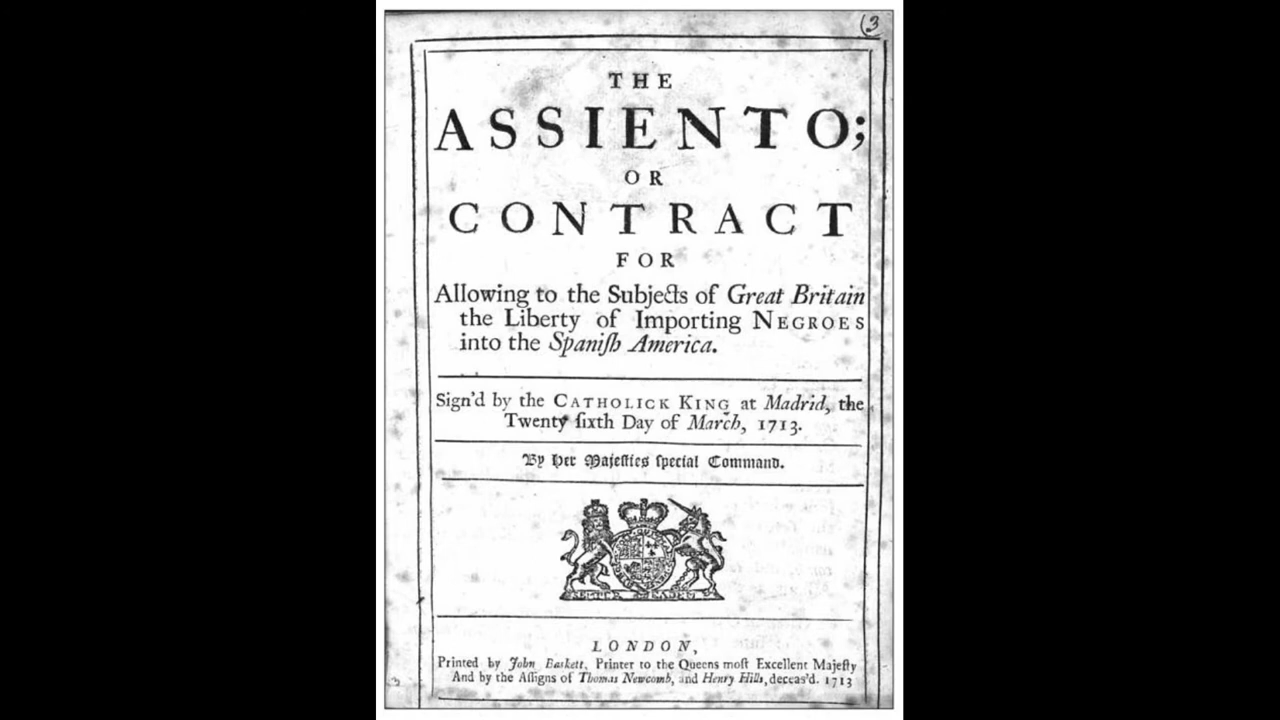 (3
THE
ASSIENTO;
OR
CONTRACT
FOR
Allowing to the Subjects of Great Britain
the Liberty of Importing NEGROES
into the Spaniſh America.
Sign'd by the CATHOLICK KING at Madrid, the
Twenty ſixth Day of March, 1713.
By Her Majeſties ſpecial Command.
SEMPER EADEM
LONDON,
Printed by John Baskett, Printer to the Queens moſt Excellent Majeſty
And by the Aſſigns of Thomas Newcomb, and Henry Hills, deceas'd. 1713